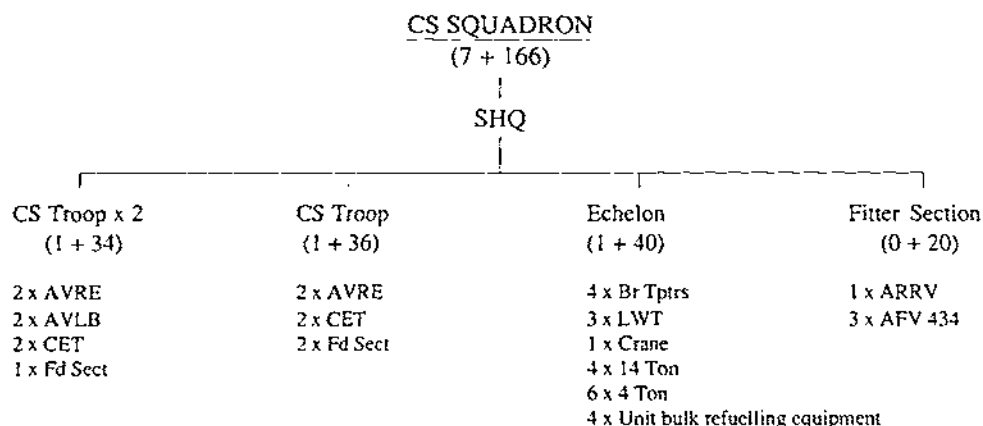 CS SQUADRON
(7 + 166)
SHQ
CS Troop x 2
(1 + 34)
2 x AVRE
2 x AVLB
2 x CET
1 x Fd Sect
CS Troop
(1 + 36)
2 x AVRE
2 x CET
2 x Fd Sect
Echelon
(1 + 40)
4 x Br Tptrs
3 x LWT
1 x Crane
4 x 14 Ton
6 x 4 Ton
4 x Unit bulk refuelling equipment
Fitter Section
(0 + 20)
1 x ARRV
3 x AFV 434